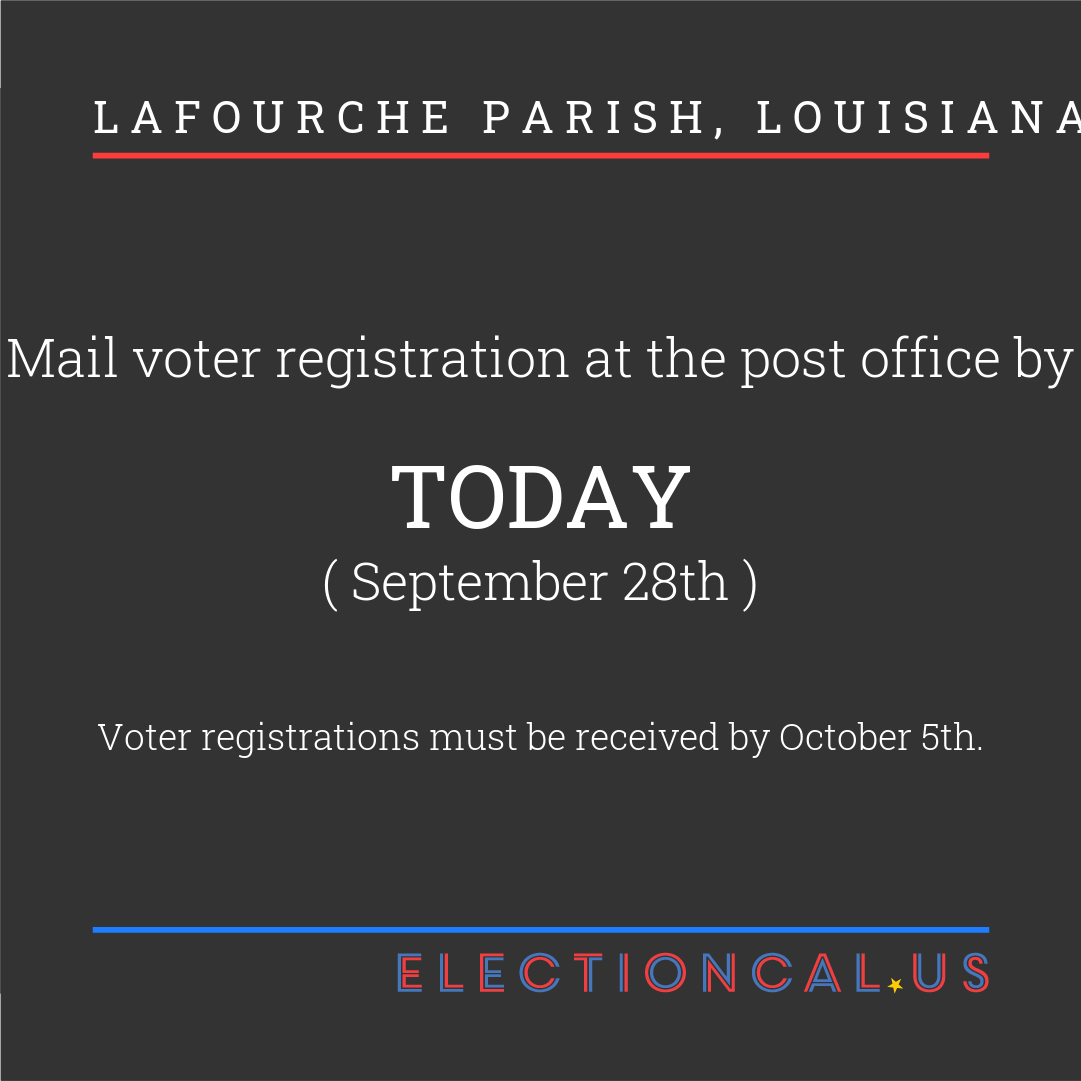 LAFOURCHE PARISH, LOUISIANA
Mail voter registration at the post office by
TODAY
( September 28th )
Voter registrations must be received by October 5th.
ELECTIONCAL.US